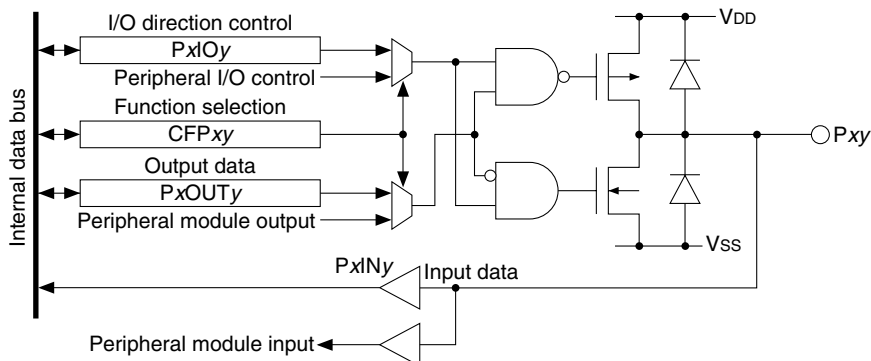 I/O direction control
PxIOy
Peripheral I/O control
Function selection
CFPxy
Output data
PxOUTy
Peripheral module output
Internal data bus
PxINy
Input data
Peripheral module input
VDD
Pxy
VSS